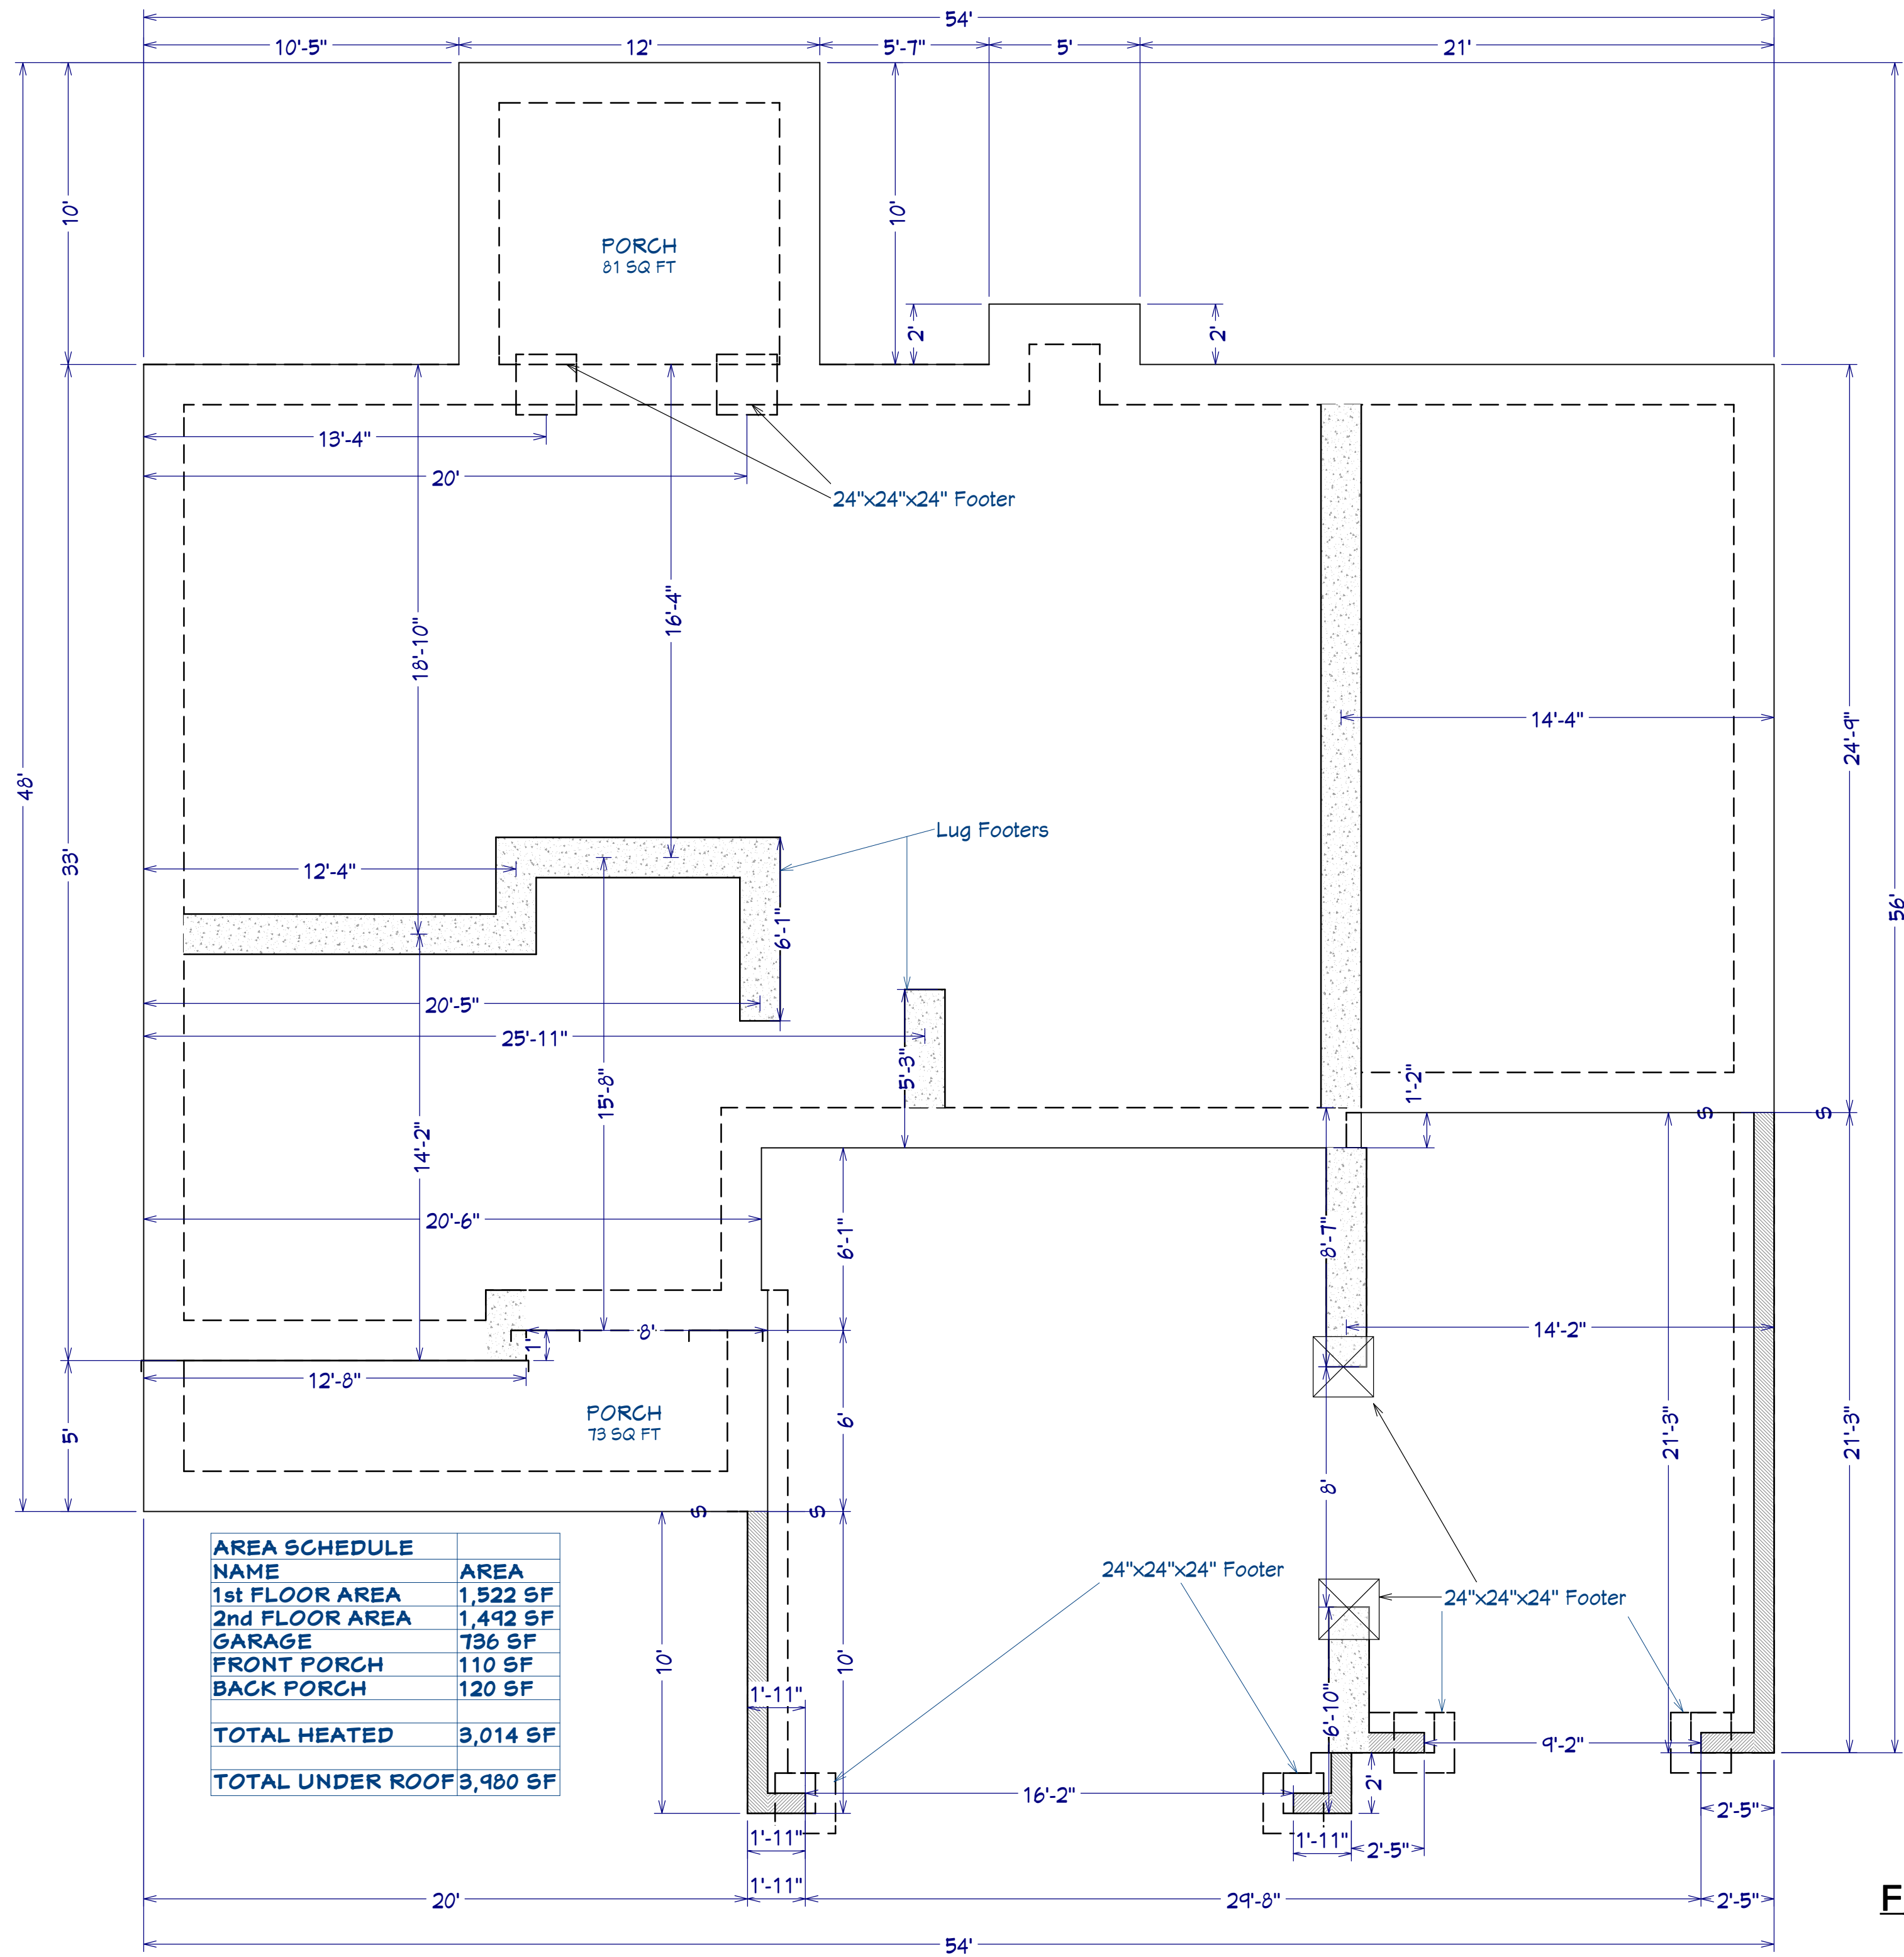 54'
10'-5" 12' 5'-7" 5' 21'
10'
10'
PORCH
81 SQ FT
2'
2'
13'-4"
20'
24"x24"x24" Footer
16'-4"
18'-10"
14'-4"
24'-9"
48'
33'
56'
Lug Footers
12'-4"
6'-1"
20'-5"
25'-11"
5'-3"
15'-8"
1'-2"
S S
14'-2"
20'-6"
6'-1"
8'-7"
8'
1'
14'-2"
12'-8"
PORCH
73 SQ FT
6'
5'
21'-3"
21'-3"
8'
S S
AREA SCHEDULE
NAME AREA
1st FLOOR AREA 1,522 SF
2nd FLOOR AREA 1,492 SF
GARAGE 736 SF
FRONT PORCH 110 SF
BACK PORCH 120 SF
TOTAL HEATED 3,014 SF
TOTAL UNDER ROOF 3,980 SF
24"x24"x24" Footer
24"x24"x24" Footer
10'
10'
1'-11"
6'-10"
9'-2"
16'-2"
2'
2'-5"
1'-11"
1'-11"
2'-5"
20' 1'-11" 29'-8" 2'-5"
F
54'